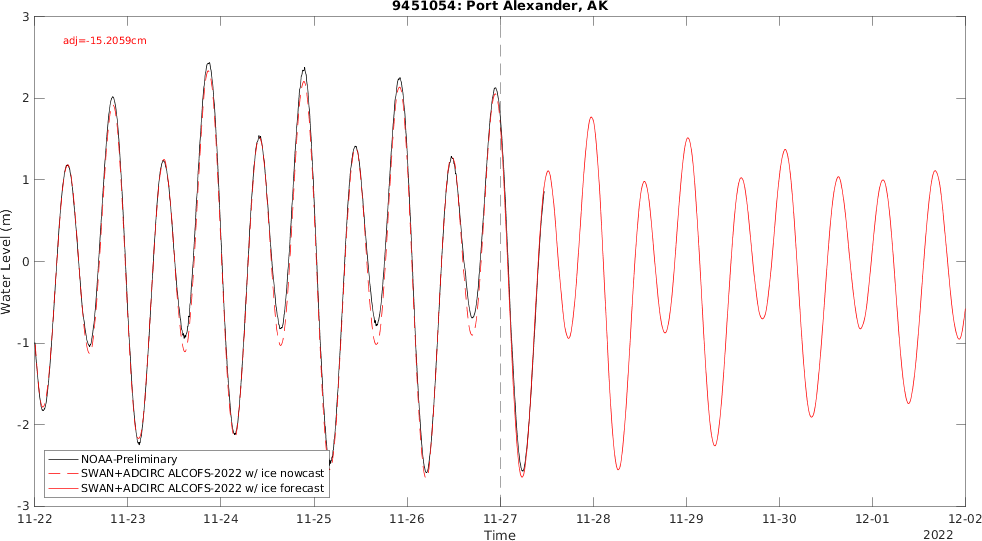 9451054: Port Alexander, AK
adj=-15.2059cm
3
2
1
0
-1
-2
-3
Water Level (m)
NOAA-Preliminary
SWAN+ADCIRC ALCOFS-2022 w/ ice nowcast
SWAN+ADCIRC ALCOFS-2022 w/ ice forecast
11-22 11-23 11-24 11-25 11-26 11-27 11-28 11-29 11-30 12-01 12-02
Time
2022